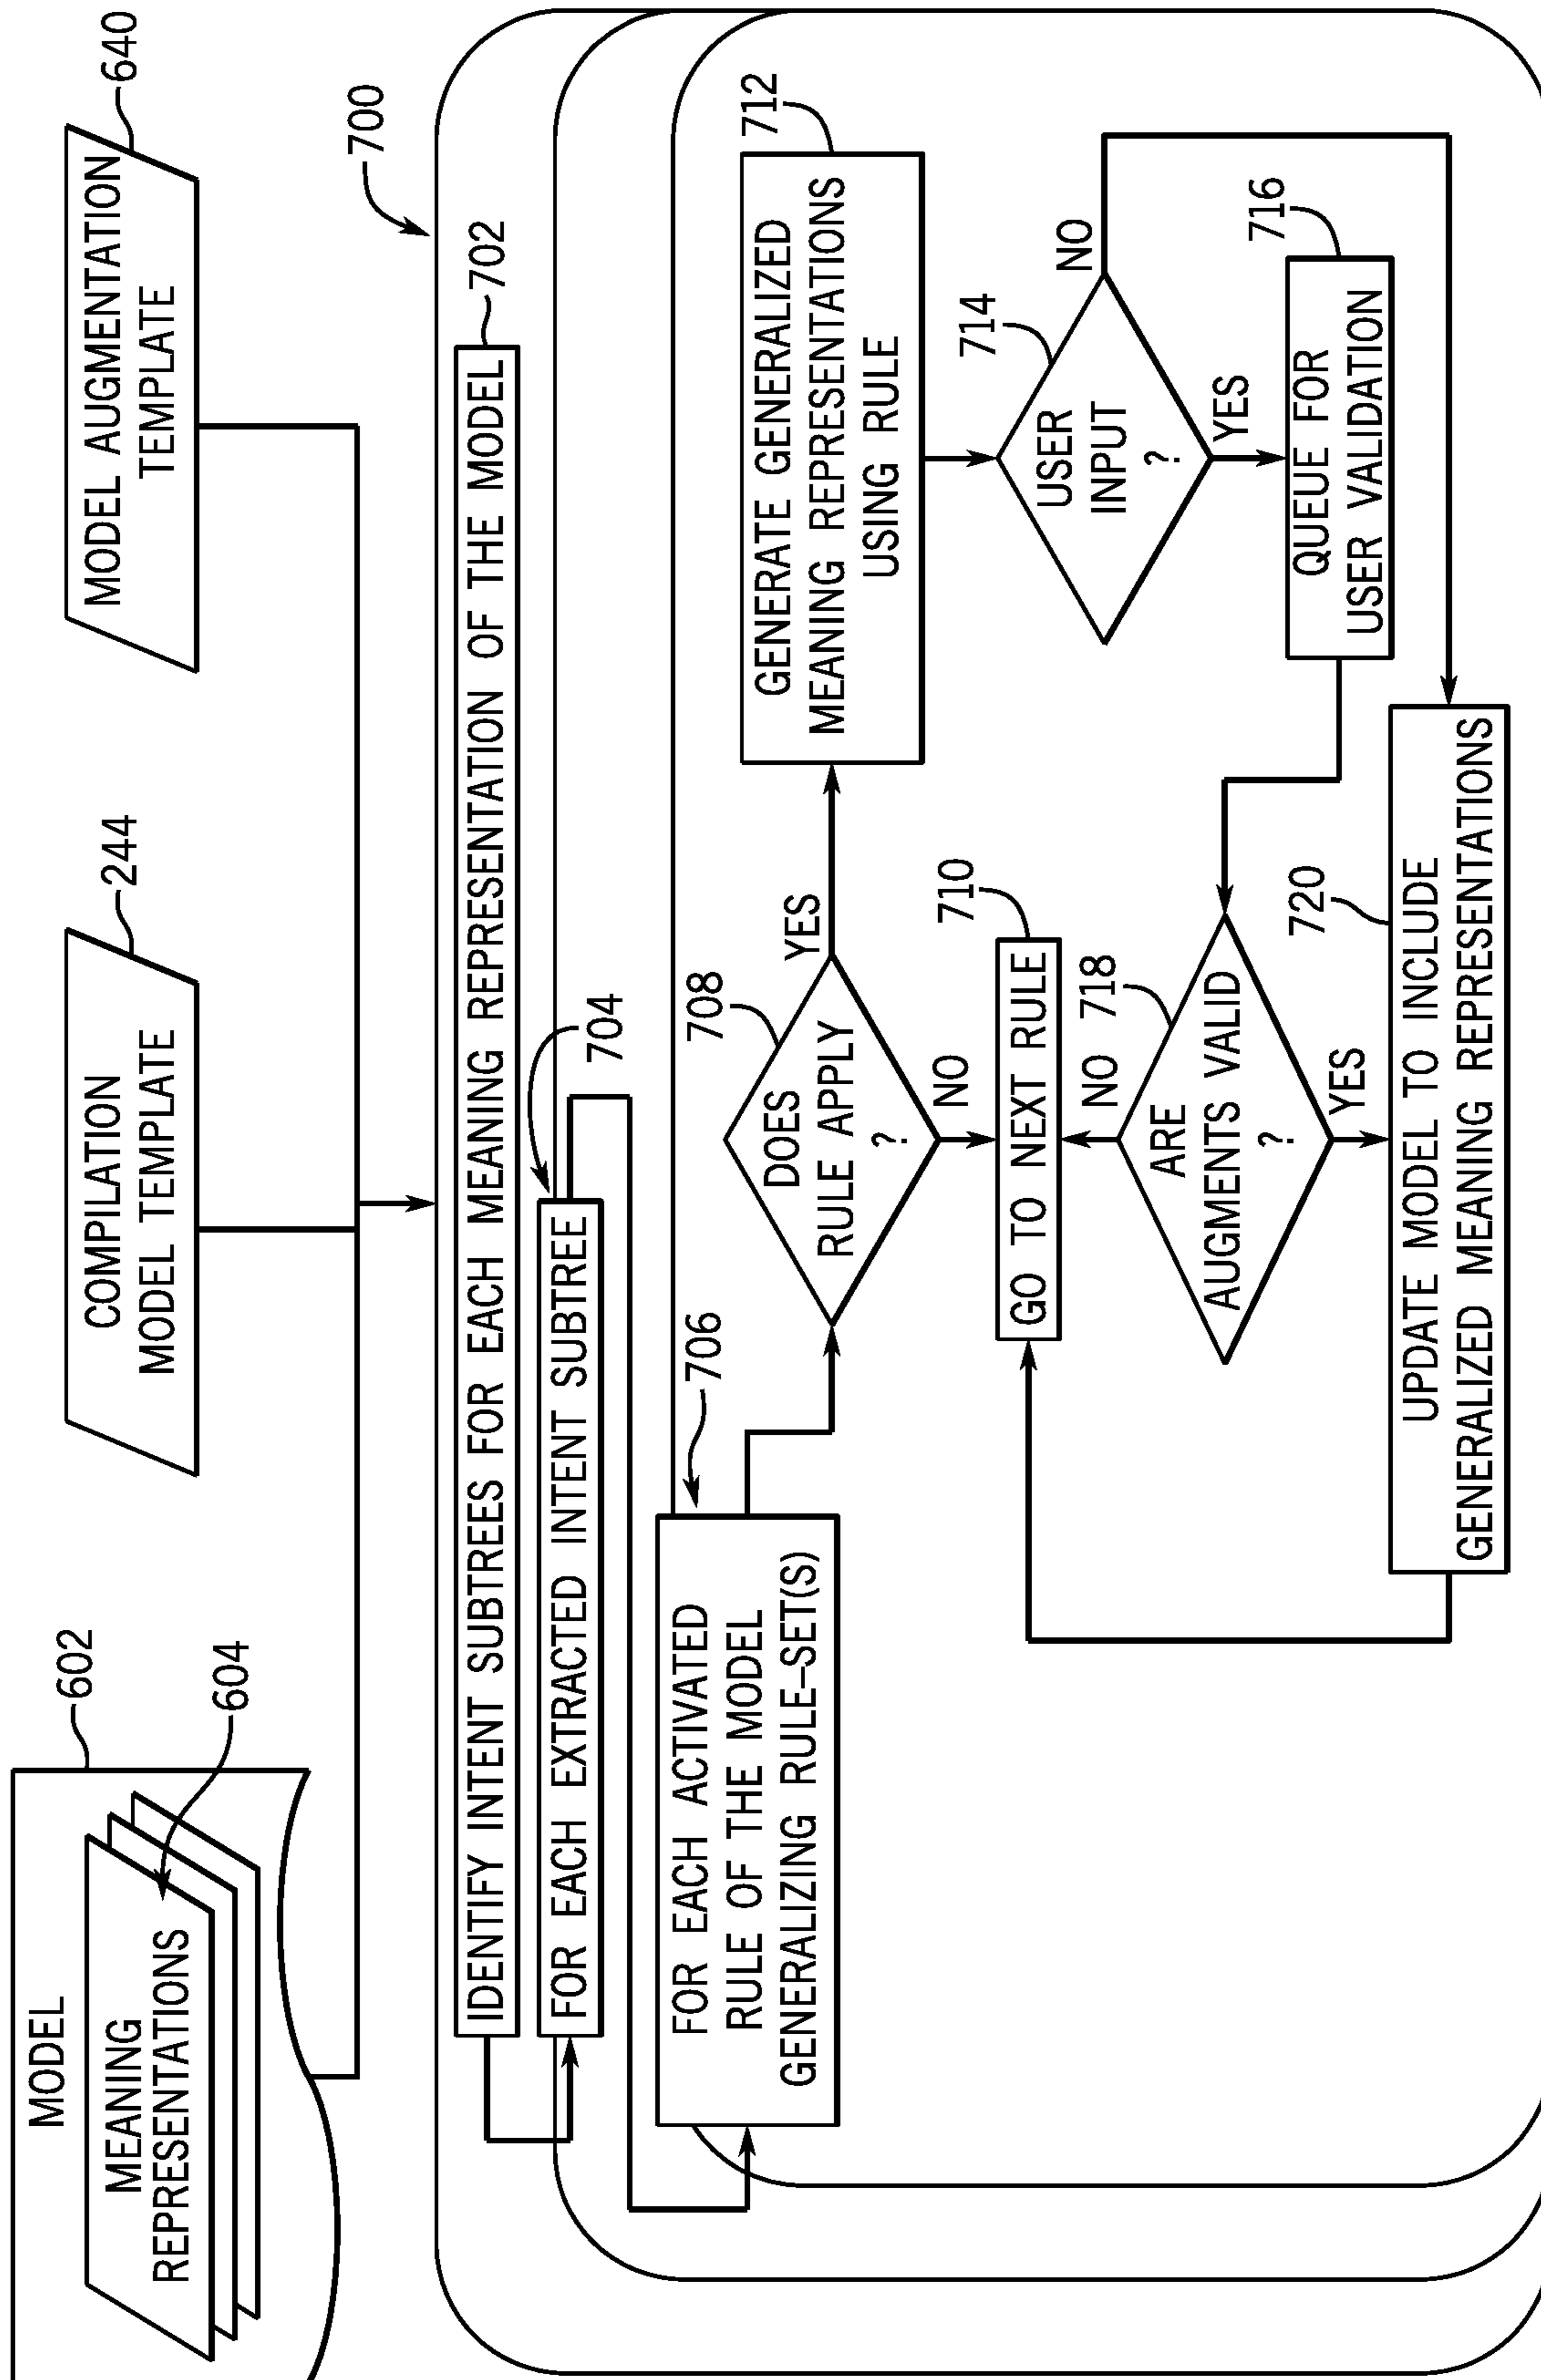 MODEL
602
MEANING
REPRESENTATIONS
604
COMPILATION
MODEL TEMPLATE
244
MODEL AUGMENTATION
TEMPLATE
640
700
IDENTIFY INTENT SUBTREES FOR EACH MEANING REPRESENTATION OF THE MODEL
702
FOR EACH EXTRACTED INTENT SUBTREE
704
FOR EACH ACTIVATED
RULE OF THE MODEL
GENERALIZING RULE-SET(S)
706
DOES
RULE APPLY
?
708
YES
NO
GENERATE GENERALIZED
MEANING REPRESENTATIONS
USING RULE
712
GO TO NEXT RULE
710
USER
INPUT
?
714
NO
YES
QUEUE FOR
USER VALIDATION
716
NO
ARE
AUGMENTS VALID
?
718
YES
UPDATE MODEL TO INCLUDE
GENERALIZED MEANING REPRESENTATIONS
720